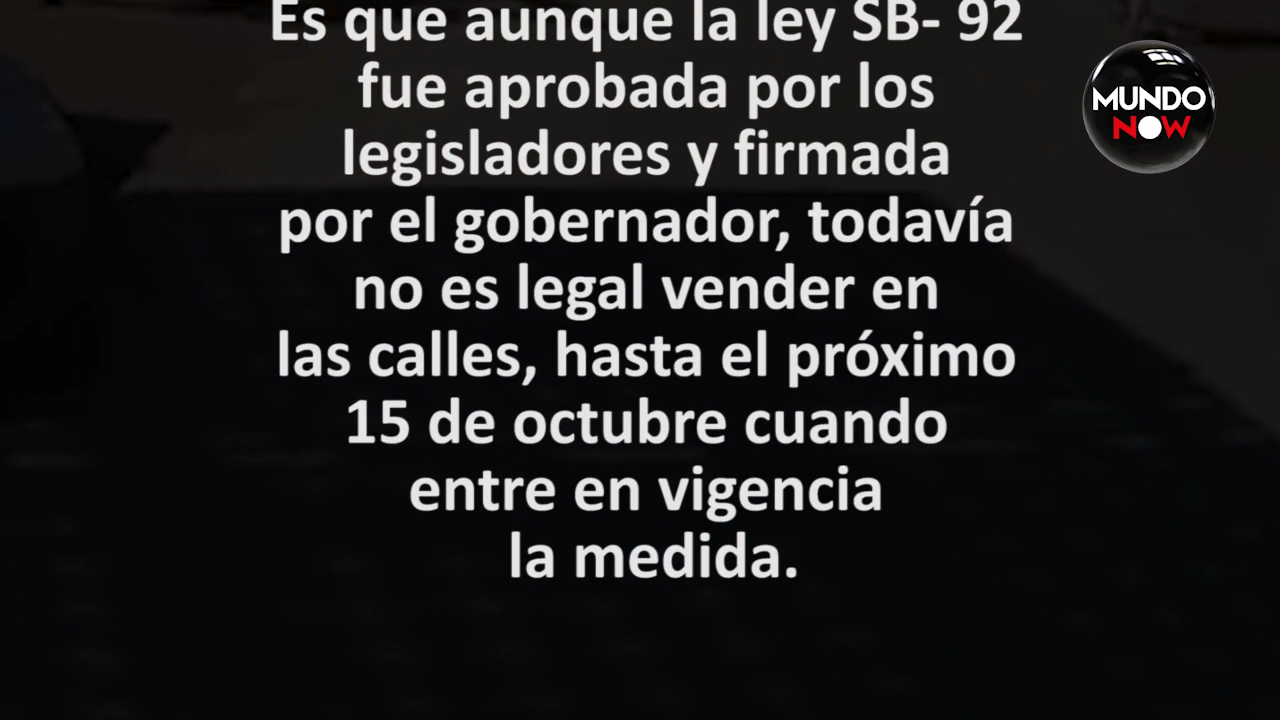 Es que aunque la ley SB- 92
fue aprobada por los
legisladores y firmada
por el gobernador, todavía
no es legal vender en
las calles, hasta el próximo
15 de octubre cuando
entre en vigencia
la medida.
MUNDO
NOW